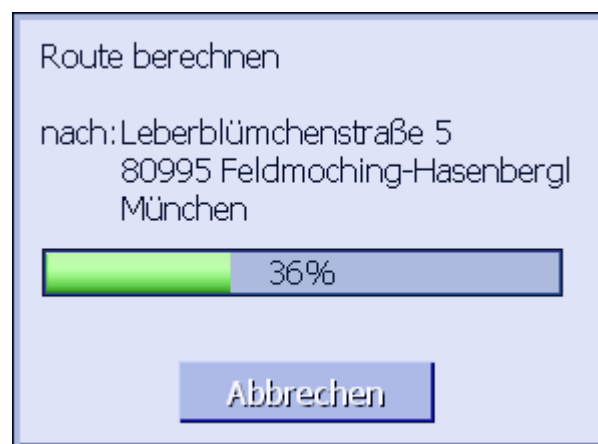 Route berechnen
nach: Leberblümchenstraße 5
80995 Feldmoching-Hasenbergl
München
36%
Abbrechen